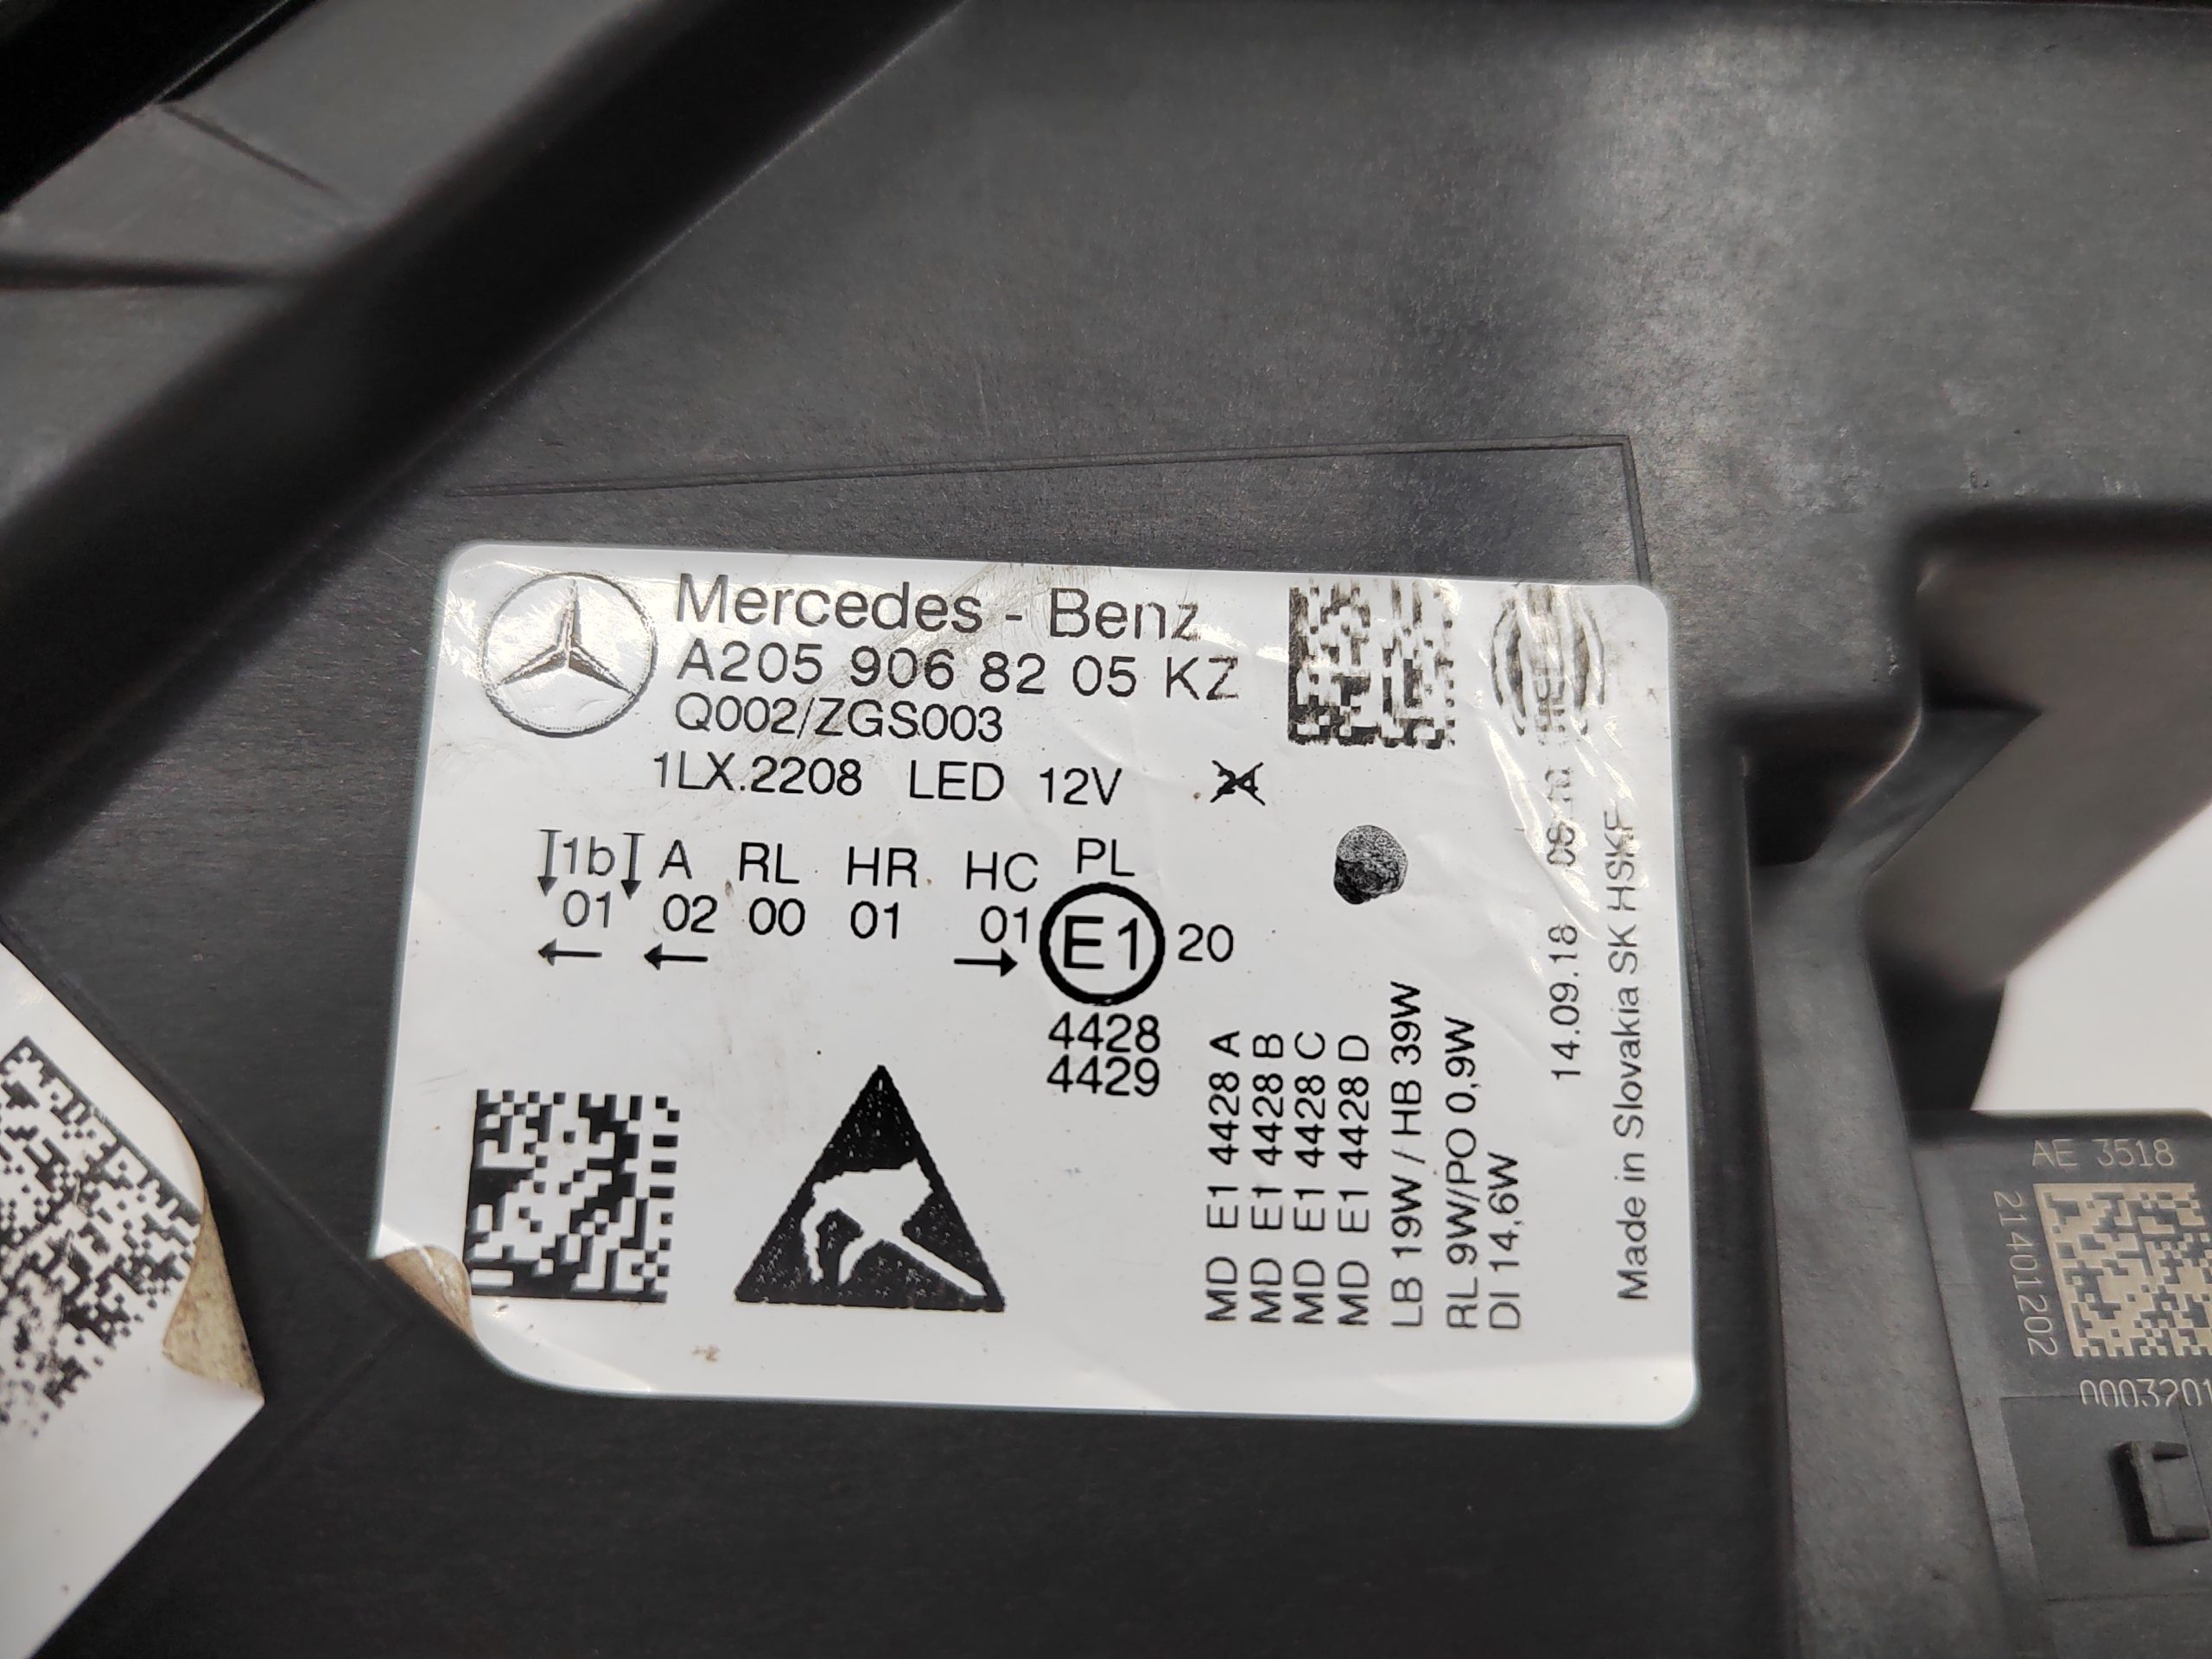 Mercedes - Benz
A205 906 82 05 KZ
Q002/ZGS003
1LX.2208 LED 12V 24
1b A RL HR HC PL
01 02 00 01 01 E1 20
4428
4429
MD E1 4428 A
MD E1 4428 B
MD E1 4428 C
MD E1 4428 D
LB 19W / HB 39W
RL 9W/PO 0,9W
DI 14,6W
14.09.18
Made in Slovakia SK HSKF
HELLA
AE 3518
21401202
0003201